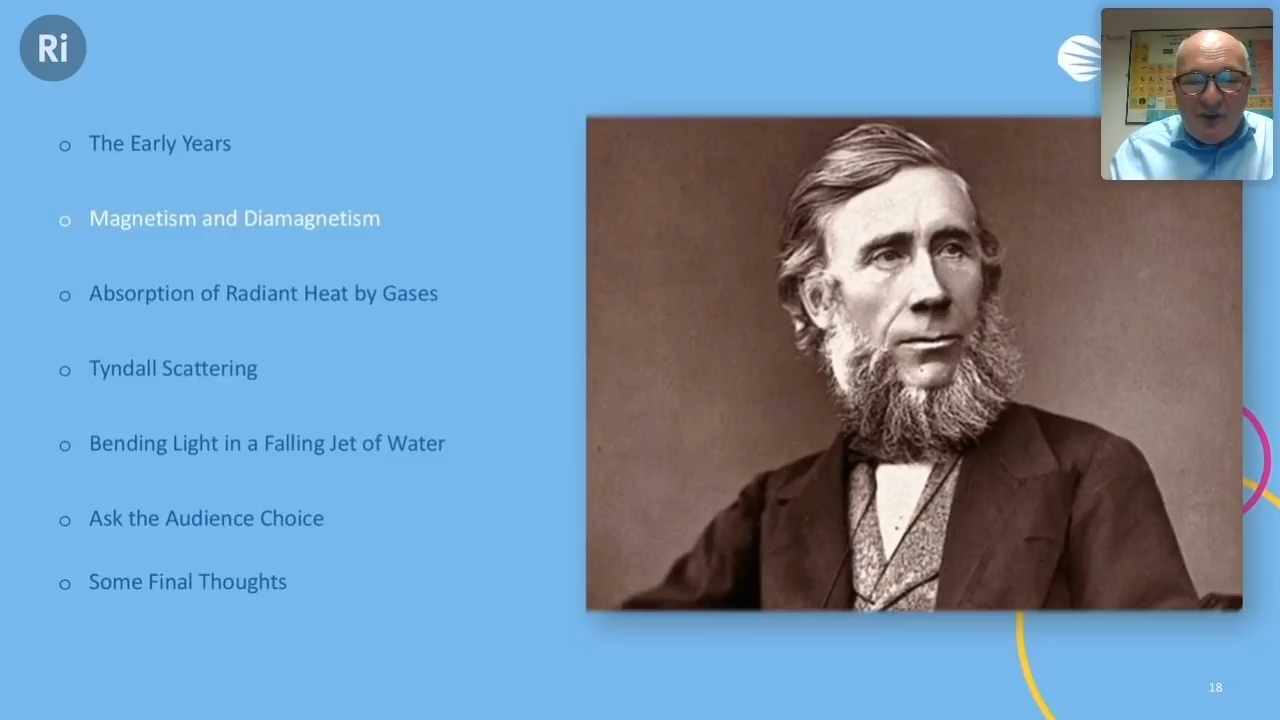 Ri
The Early Years
Magnetism and Diamagnetism
Absorption of Radiant Heat by Gases
Tyndall Scattering
Bending Light in a Falling Jet of Water
Ask the Audience Choice
Some Final Thoughts
18